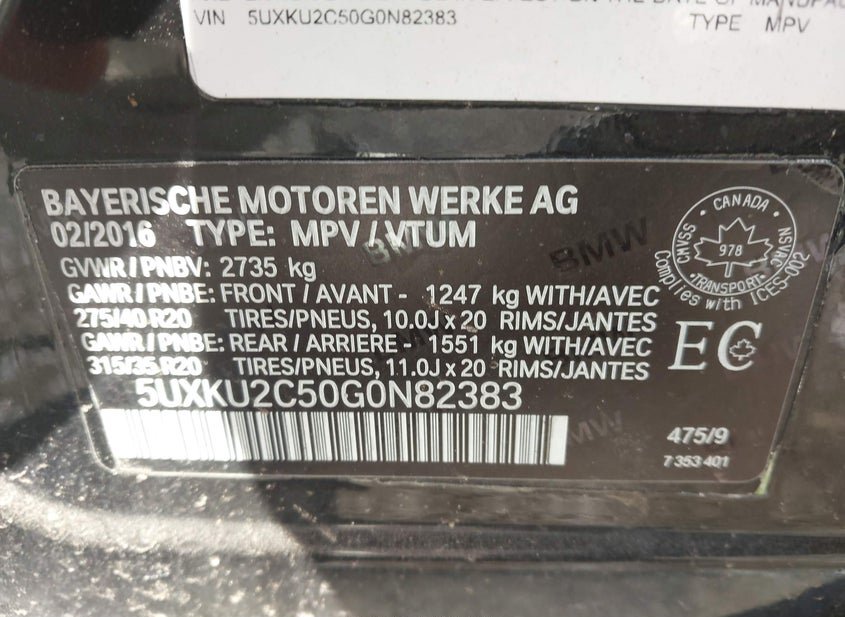 VIN 5UXKU2C50G0N82383
TYPE MPV
BAYERISCHE MOTOREN WERKE AG
02/2016 TYPE: MPV / VTUM
GVWR/PNBV: 2735 kg
GAWR/PNBE: FRONT / AVANT - 1247 kg WITH/AVEC
275/40 R20 TIRES/PNEUS, 10.0J x 20 RIMS/JANTES
GAWR/PNBE: REAR / ARRIERE - 1551 kg WITH/AVEC
315/35 R20 TIRES/PNEUS, 11.0J x 20 RIMS/JANTES
5UXKU2C50G0N82383
CANADA
CMVSS
NSVAC
978
TRANSPORT
Complies with ICES-002
EC
475/9
7 353 401
BMW
BMW
BMW